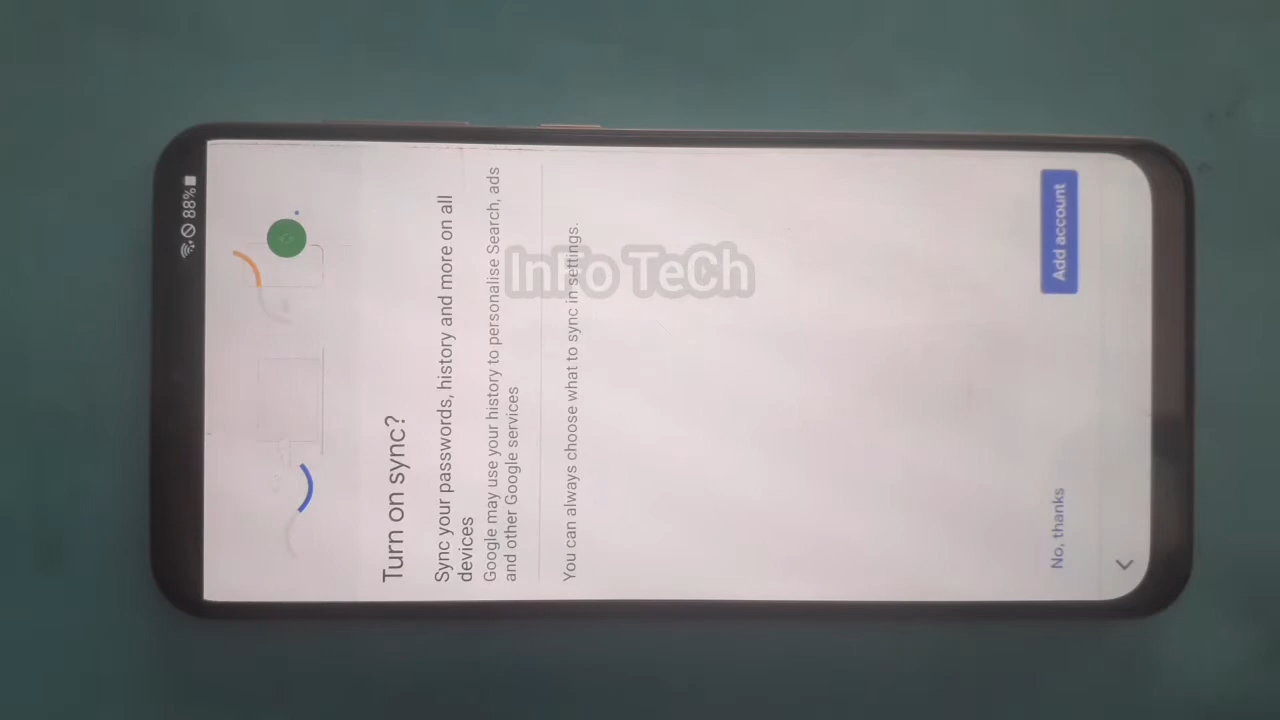 88%
Turn on sync?
Sync your passwords, history and more on all
devices
Google may use your history to personalise Search, ads
and other Google services
You can always choose what to sync in settings.
InFo TeCh
No, thanks
Add account